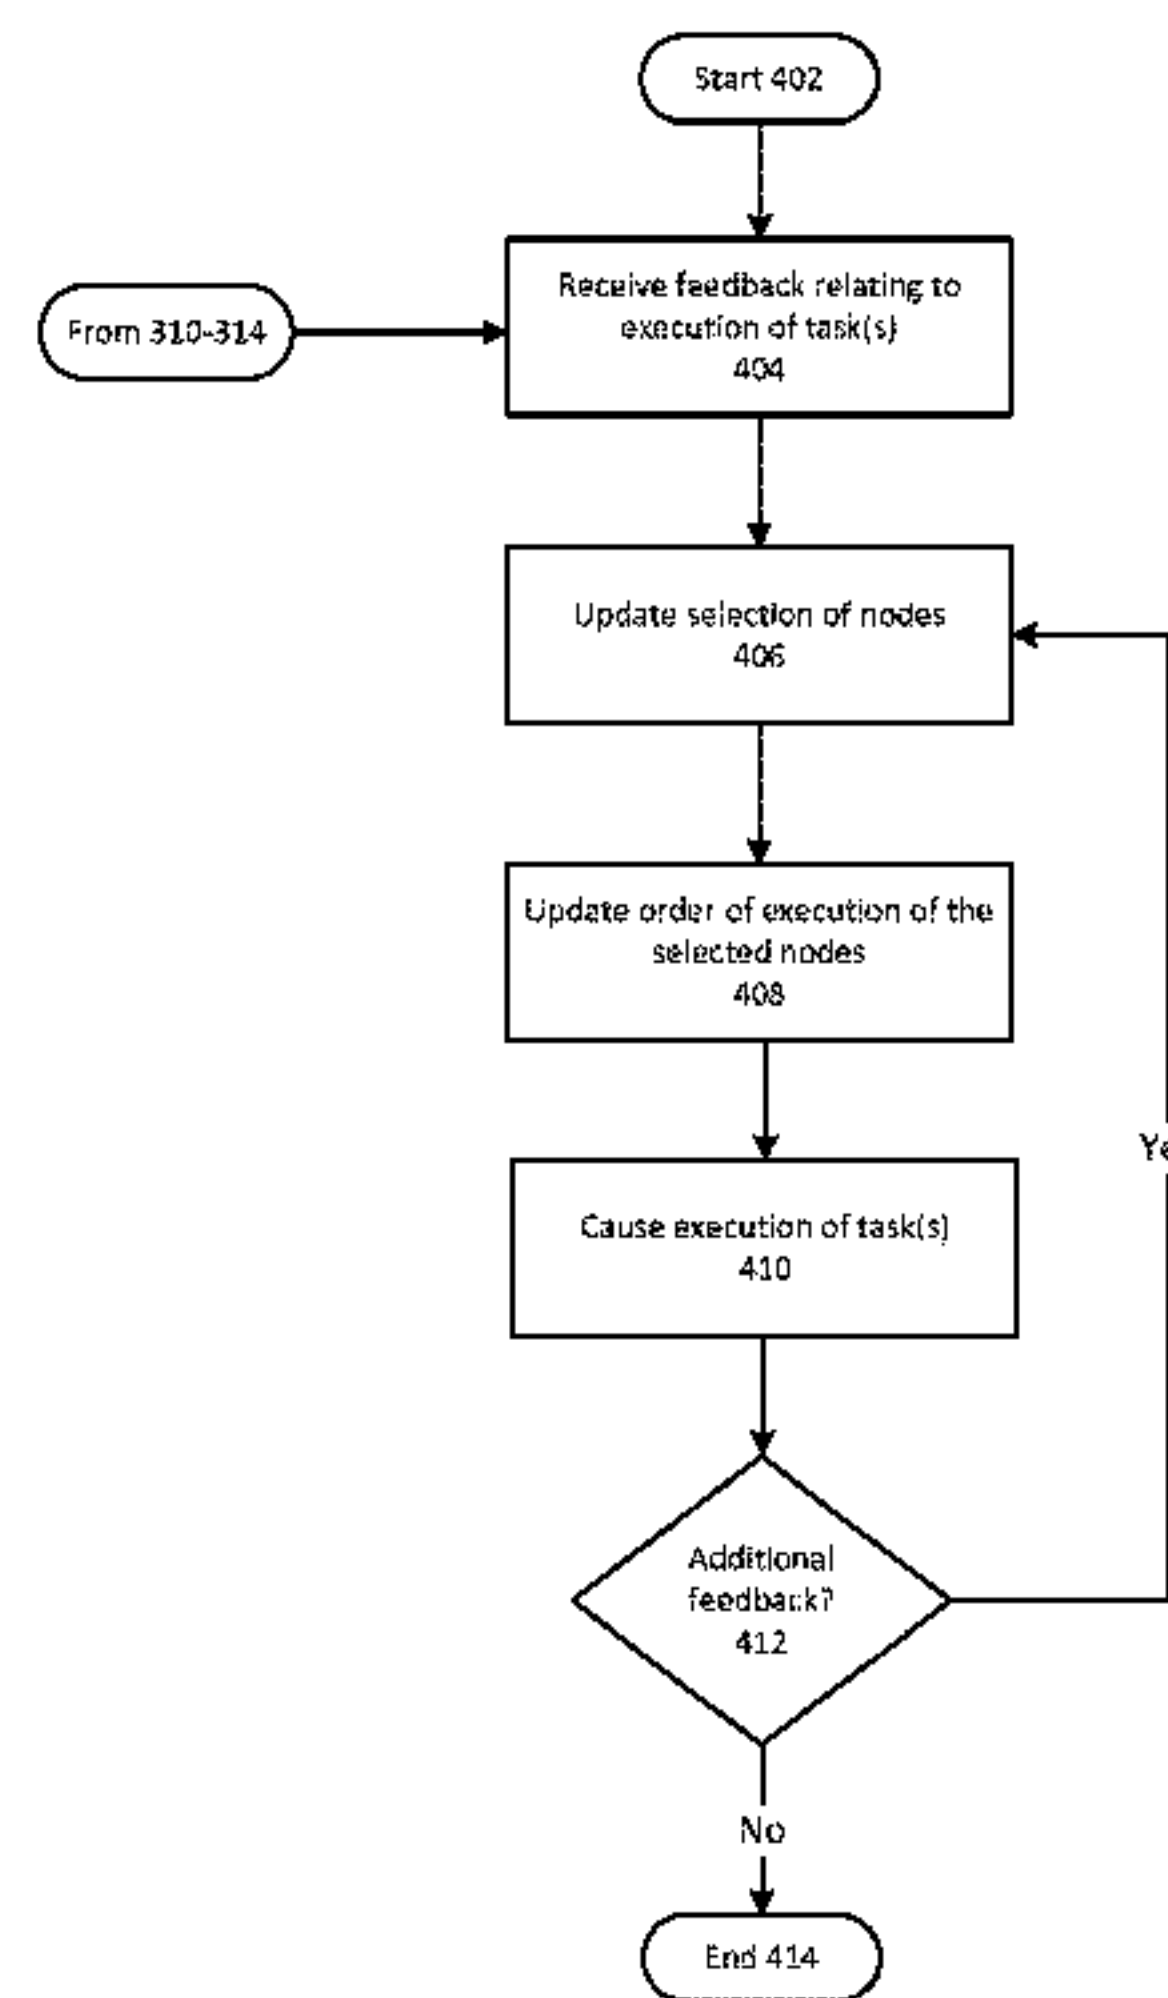 Start 402
Receive feedback relating to
execution of task(s)
404
From 310-314
Update selection of nodes
406
Update order of execution of the
selected nodes
408
Cause execution of task(s)
410
Additional
feedback?
412
No
End 414